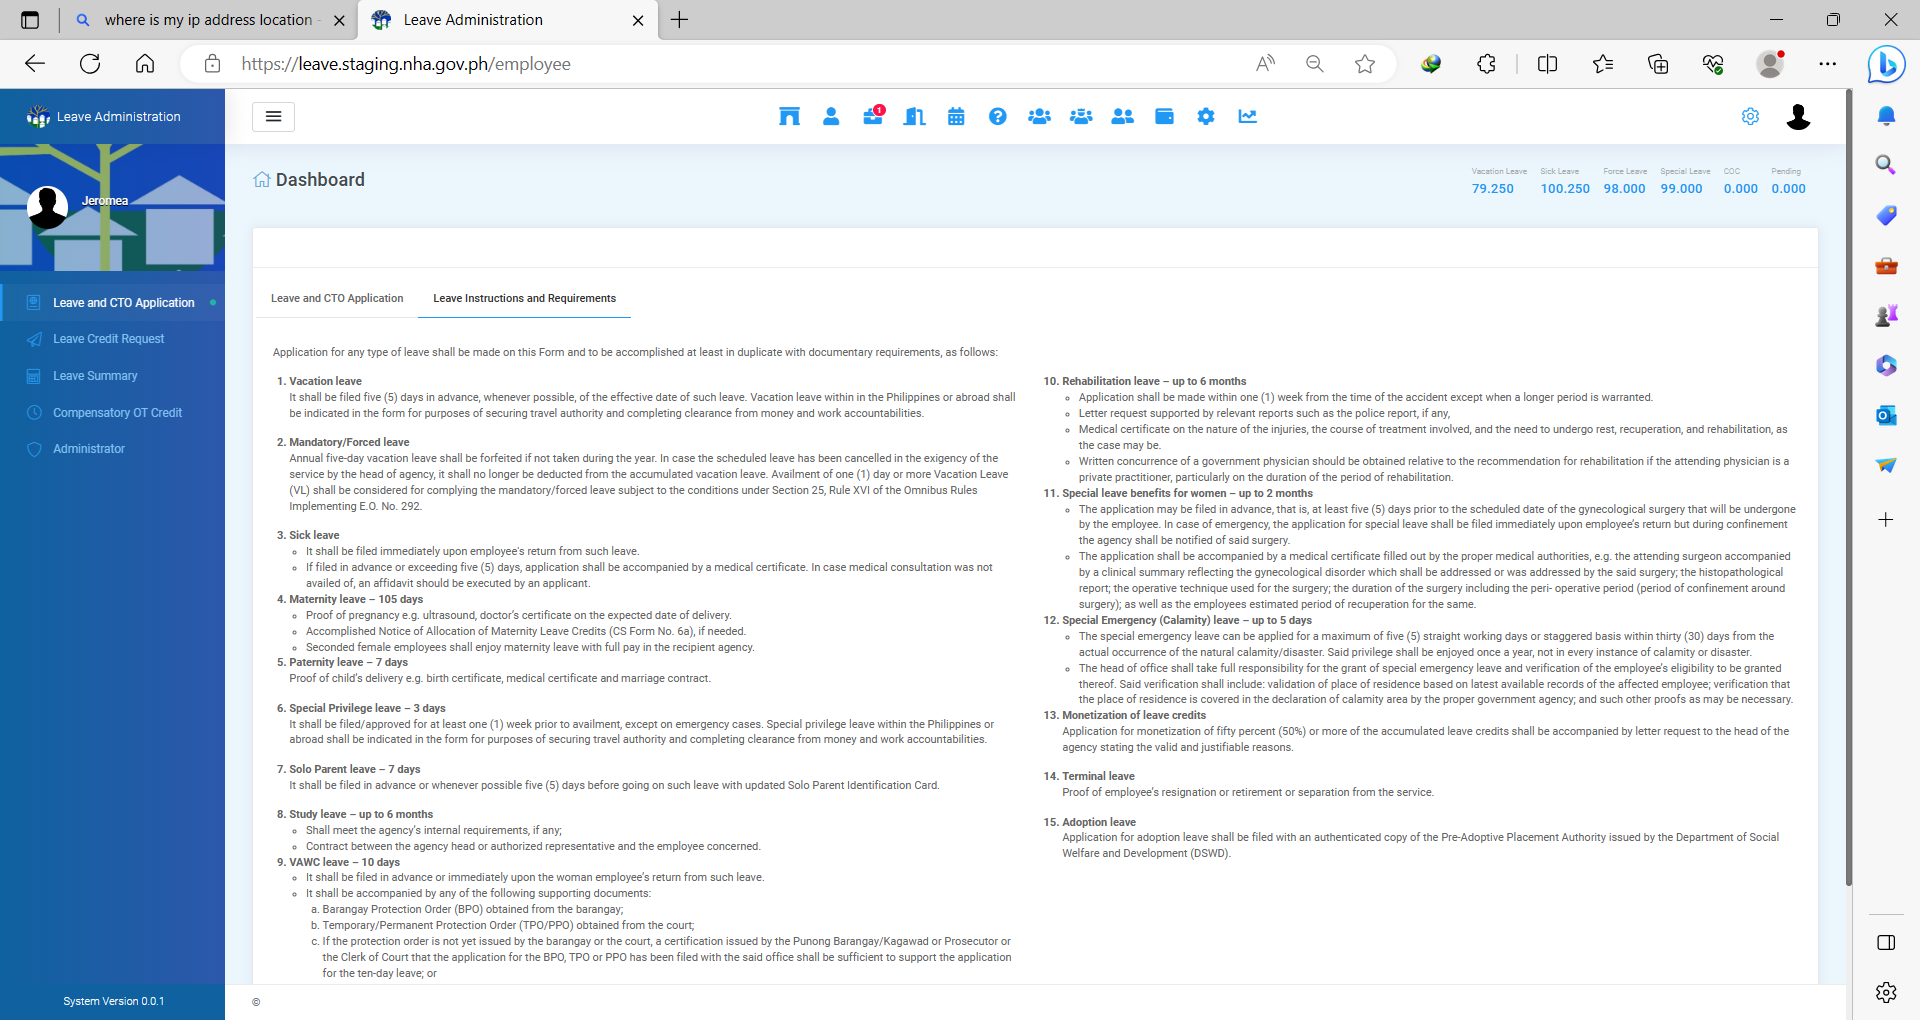 where is my ip address location
Leave Administration
https://leave.staging.nha.gov.ph/employee
Leave Administration
1
Jeromea
Leave and CTO Application
Leave Credit Request
Leave Summary
Compensatory OT Credit
Administrator
System Version 0.0.1
Dashboard
Vacation Leave Sick Leave Force Leave Special Leave COC Pending
79.250 100.250 98.000 99.000 0.000 0.000
Leave and CTO Application Leave Instructions and Requirements
Application for any type of leave shall be made on this Form and to be accomplished at least in duplicate with documentary requirements, as follows:
1. Vacation leave
It shall be filed five (5) days in advance, whenever possible, of the effective date of such leave. Vacation leave within in the Philippines or abroad shall
be indicated in the form for purposes of securing travel authority and completing clearance from money and work accountabilities.
2. Mandatory/Forced leave
Annual five-day vacation leave shall be forfeited if not taken during the year. In case the scheduled leave has been cancelled in the exigency of the
service by the head of agency, it shall no longer be deducted from the accumulated vacation leave. Availment of one (1) day or more Vacation Leave
(VL) shall be considered for complying the mandatory/forced leave subject to the conditions under Section 25, Rule XVI of the Omnibus Rules
Implementing E.O. No. 292.
3. Sick leave
It shall be filed immediately upon employee's return from such leave.
If filed in advance or exceeding five (5) days, application shall be accompanied by a medical certificate. In case medical consultation was not
availed of, an affidavit should be executed by an applicant.
4. Maternity leave – 105 days
Proof of pregnancy e.g. ultrasound, doctor's certificate on the expected date of delivery.
Accomplished Notice of Allocation of Maternity Leave Credits (CS Form No. 6a), if needed.
Seconded female employees shall enjoy maternity leave with full pay in the recipient agency.
5. Paternity leave – 7 days
Proof of child's delivery e.g. birth certificate, medical certificate and marriage contract.
6. Special Privilege leave – 3 days
It shall be filed/approved for at least one (1) week prior to availment, except on emergency cases. Special privilege leave within the Philippines or
abroad shall be indicated in the form for purposes of securing travel authority and completing clearance from money and work accountabilities.
7. Solo Parent leave – 7 days
It shall be filed in advance or whenever possible five (5) days before going on such leave with updated Solo Parent Identification Card.
8. Study leave – up to 6 months
Shall meet the agency's internal requirements, if any;
Contract between the agency head or authorized representative and the employee concerned.
9. VAWC leave – 10 days
It shall be filed in advance or immediately upon the woman employee's return from such leave.
It shall be accompanied by any of the following supporting documents:
a. Barangay Protection Order (BPO) obtained from the barangay;
b. Temporary/Permanent Protection Order (TPO/PPO) obtained from the court;
c. If the protection order is not yet issued by the barangay or the court, a certification issued by the Punong Barangay/Kagawad or Prosecutor or
the Clerk of Court that the application for the BPO, TPO or PPO has been filed with the said office shall be sufficient to support the application
for the ten-day leave; or
10. Rehabilitation leave – up to 6 months
Application shall be made within one (1) week from the time of the accident except when a longer period is warranted.
Letter request supported by relevant reports such as the police report, if any,
Medical certificate on the nature of the injuries, the course of treatment involved, and the need to undergo rest, recuperation, and rehabilitation, as
the case may be.
Written concurrence of a government physician should be obtained relative to the recommendation for rehabilitation if the attending physician is a
private practitioner, particularly on the duration of the period of rehabilitation.
11. Special leave benefits for women – up to 2 months
The application may be filed in advance, that is, at least five (5) days prior to the scheduled date of the gynecological surgery that will be undergone
by the employee. In case of emergency, the application for special leave shall be filed immediately upon employee's return but during confinement
the agency shall be notified of said surgery.
The application shall be accompanied by a medical certificate filled out by the proper medical authorities, e.g. the attending surgeon accompanied
by a clinical summary reflecting the gynecological disorder which shall be addressed or was addressed by the said surgery; the histopathological
report; the operative technique used for the surgery; the duration of the surgery including the peri- operative period (period of confinement around
surgery); as well as the employees estimated period of recuperation for the same.
12. Special Emergency (Calamity) leave – up to 5 days
The special emergency leave can be applied for a maximum of five (5) straight working days or staggered basis within thirty (30) days from the
actual occurrence of the natural calamity/disaster. Said privilege shall be enjoyed once a year, not in every instance of calamity or disaster.
The head of office shall take full responsibility for the grant of special emergency leave and verification of the employee's eligibility to be granted
thereof. Said verification shall include: validation of place of residence based on latest available records of the affected employee; verification that
the place of residence is covered in the declaration of calamity area by the proper government agency; and such other proofs as may be necessary.
13. Monetization of leave credits
Application for monetization of fifty percent (50%) or more of the accumulated leave credits shall be accompanied by letter request to the head of the
agency stating the valid and justifiable reasons.
14. Terminal leave
Proof of employee's resignation or retirement or separation from the service.
15. Adoption leave
Application for adoption leave shall be filed with an authenticated copy of the Pre-Adoptive Placement Authority issued by the Department of Social
Welfare and Development (DSWD).
©